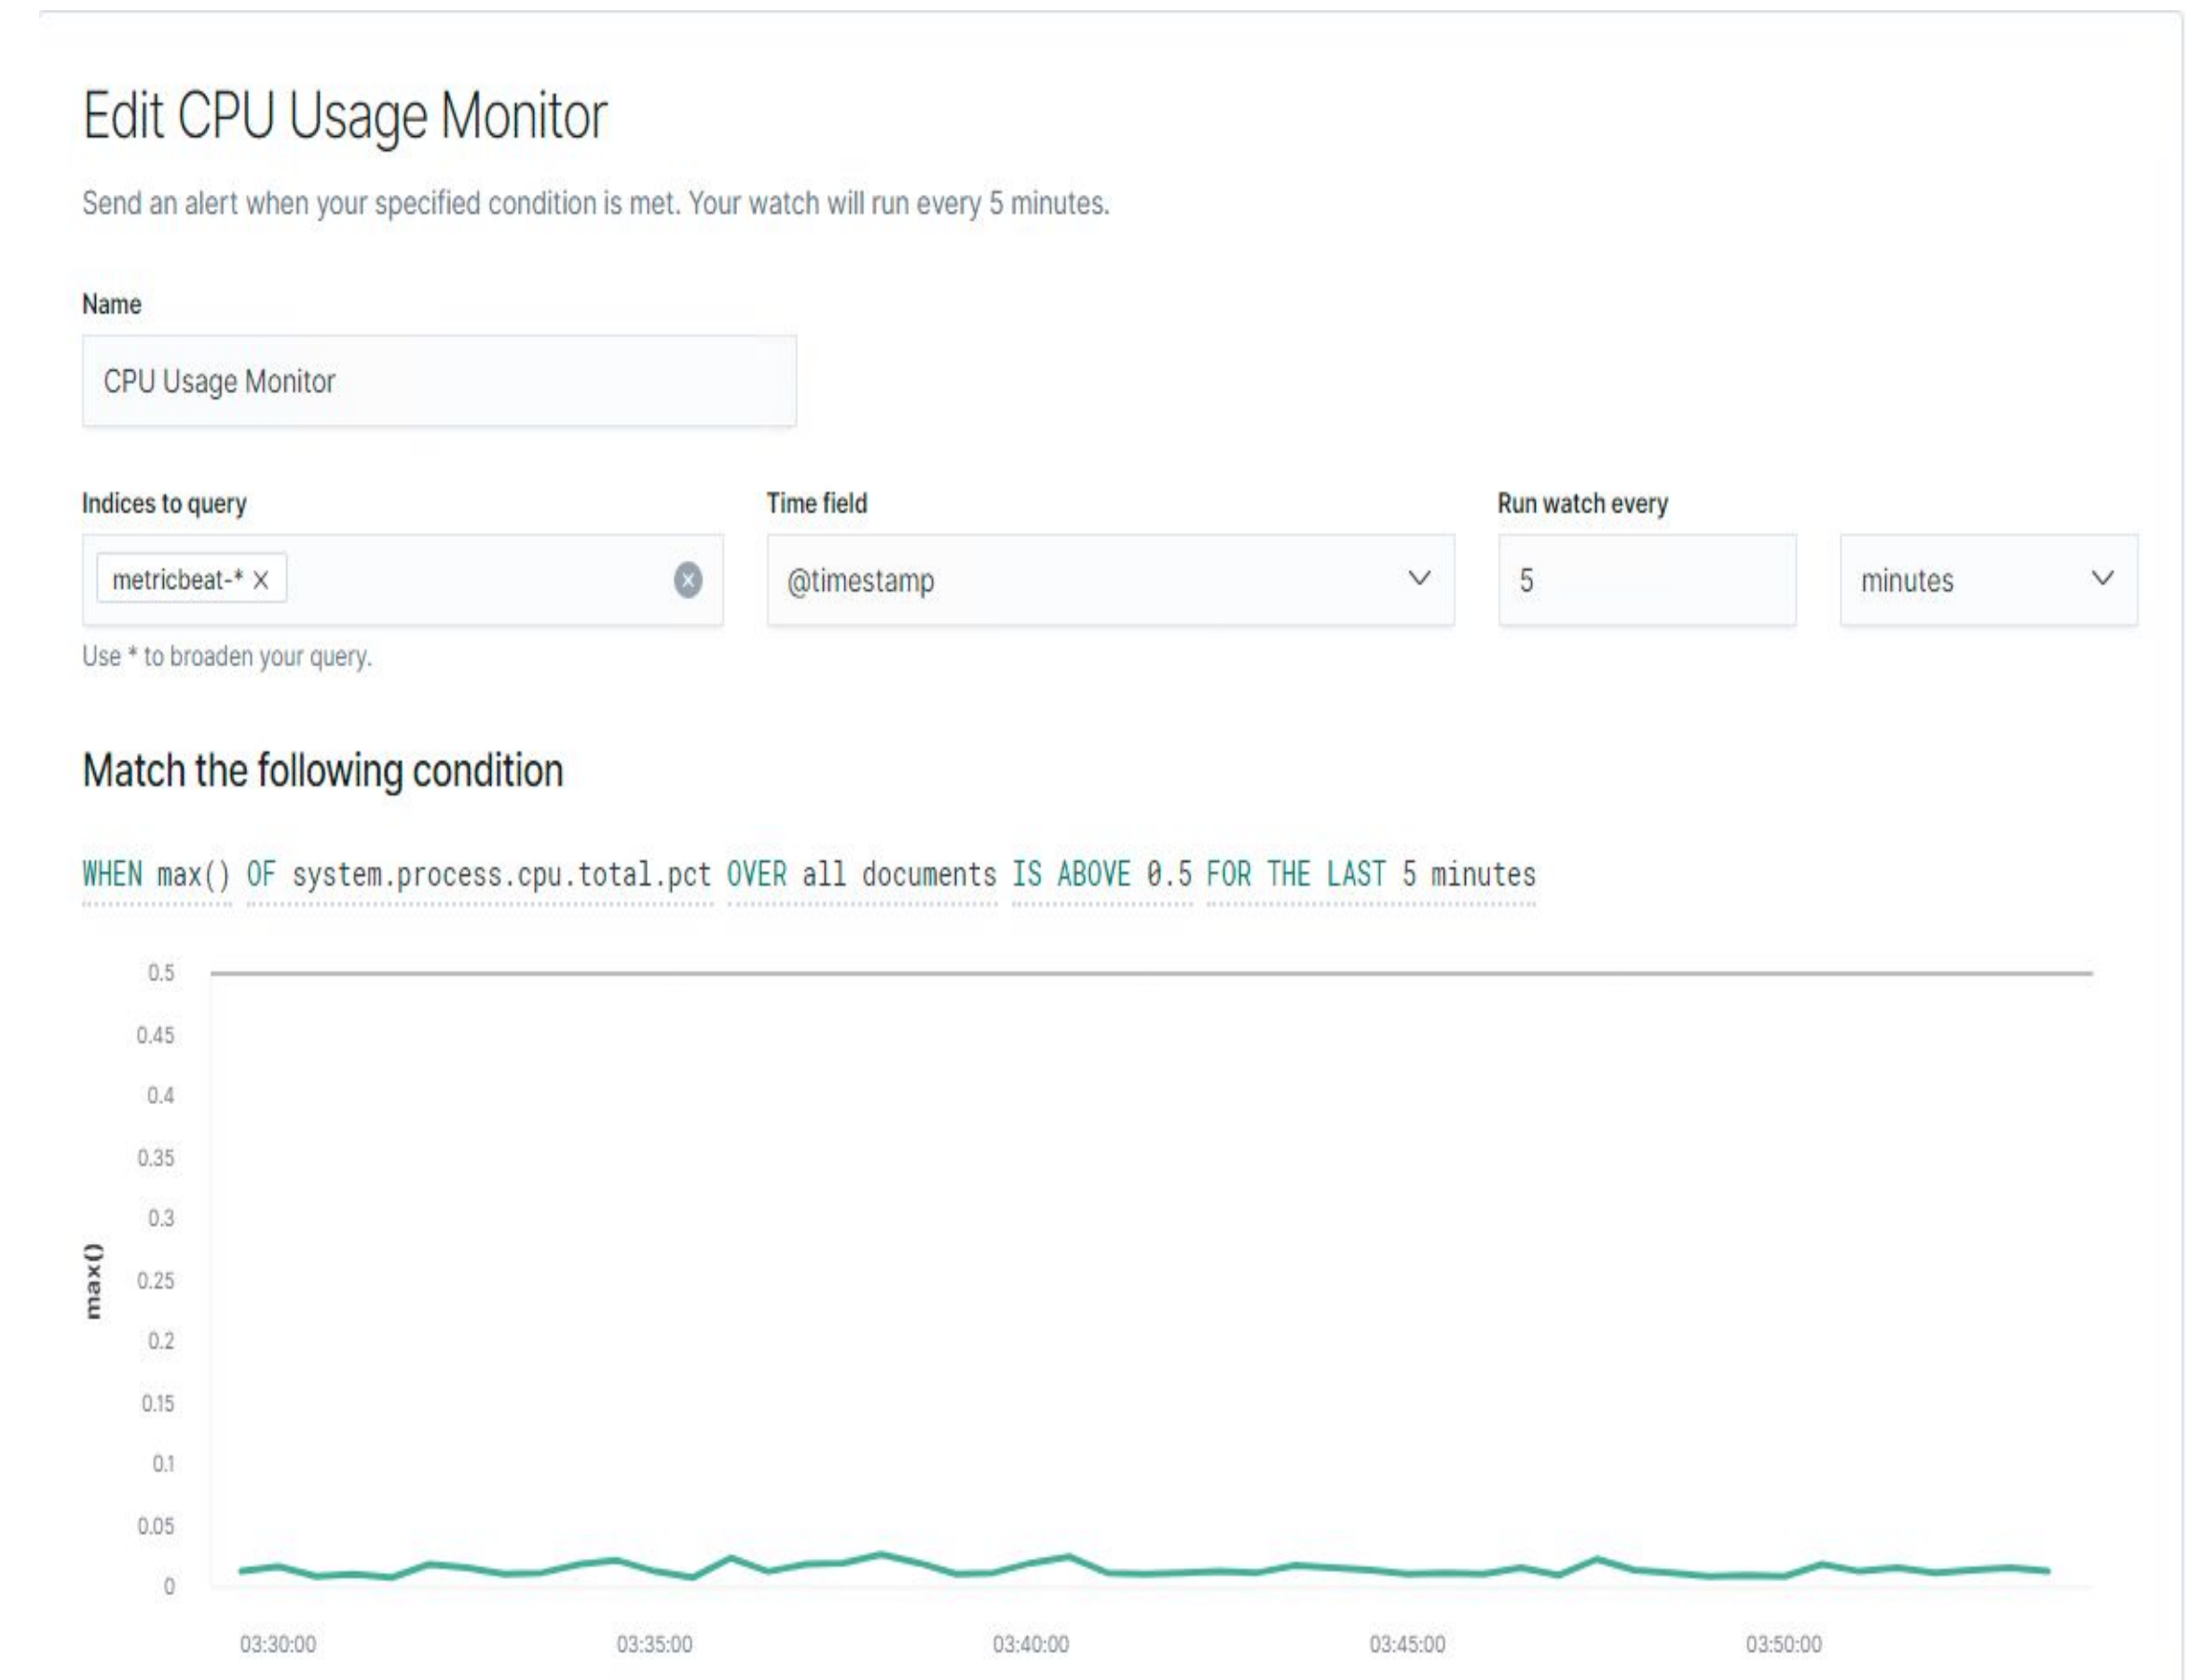 Edit CPU Usage Monitor
Send an alert when your specified condition is met. Your watch will run every 5 minutes.
Name
CPU Usage Monitor
Indices to query
Time field
Run watch every
metricbeat-*
@timestamp
5
minutes
Use * to broaden your query.
Match the following condition
WHEN max() OF system.process.cpu.total.pct OVER all documents IS ABOVE 0.5 FOR THE LAST 5 minutes
0.5
0.45
0.4
0.35
0.3
0.25
0.2
0.15
0.1
0.05
0
max()
03:30:00
03:35:00
03:40:00
03:45:00
03:50:00